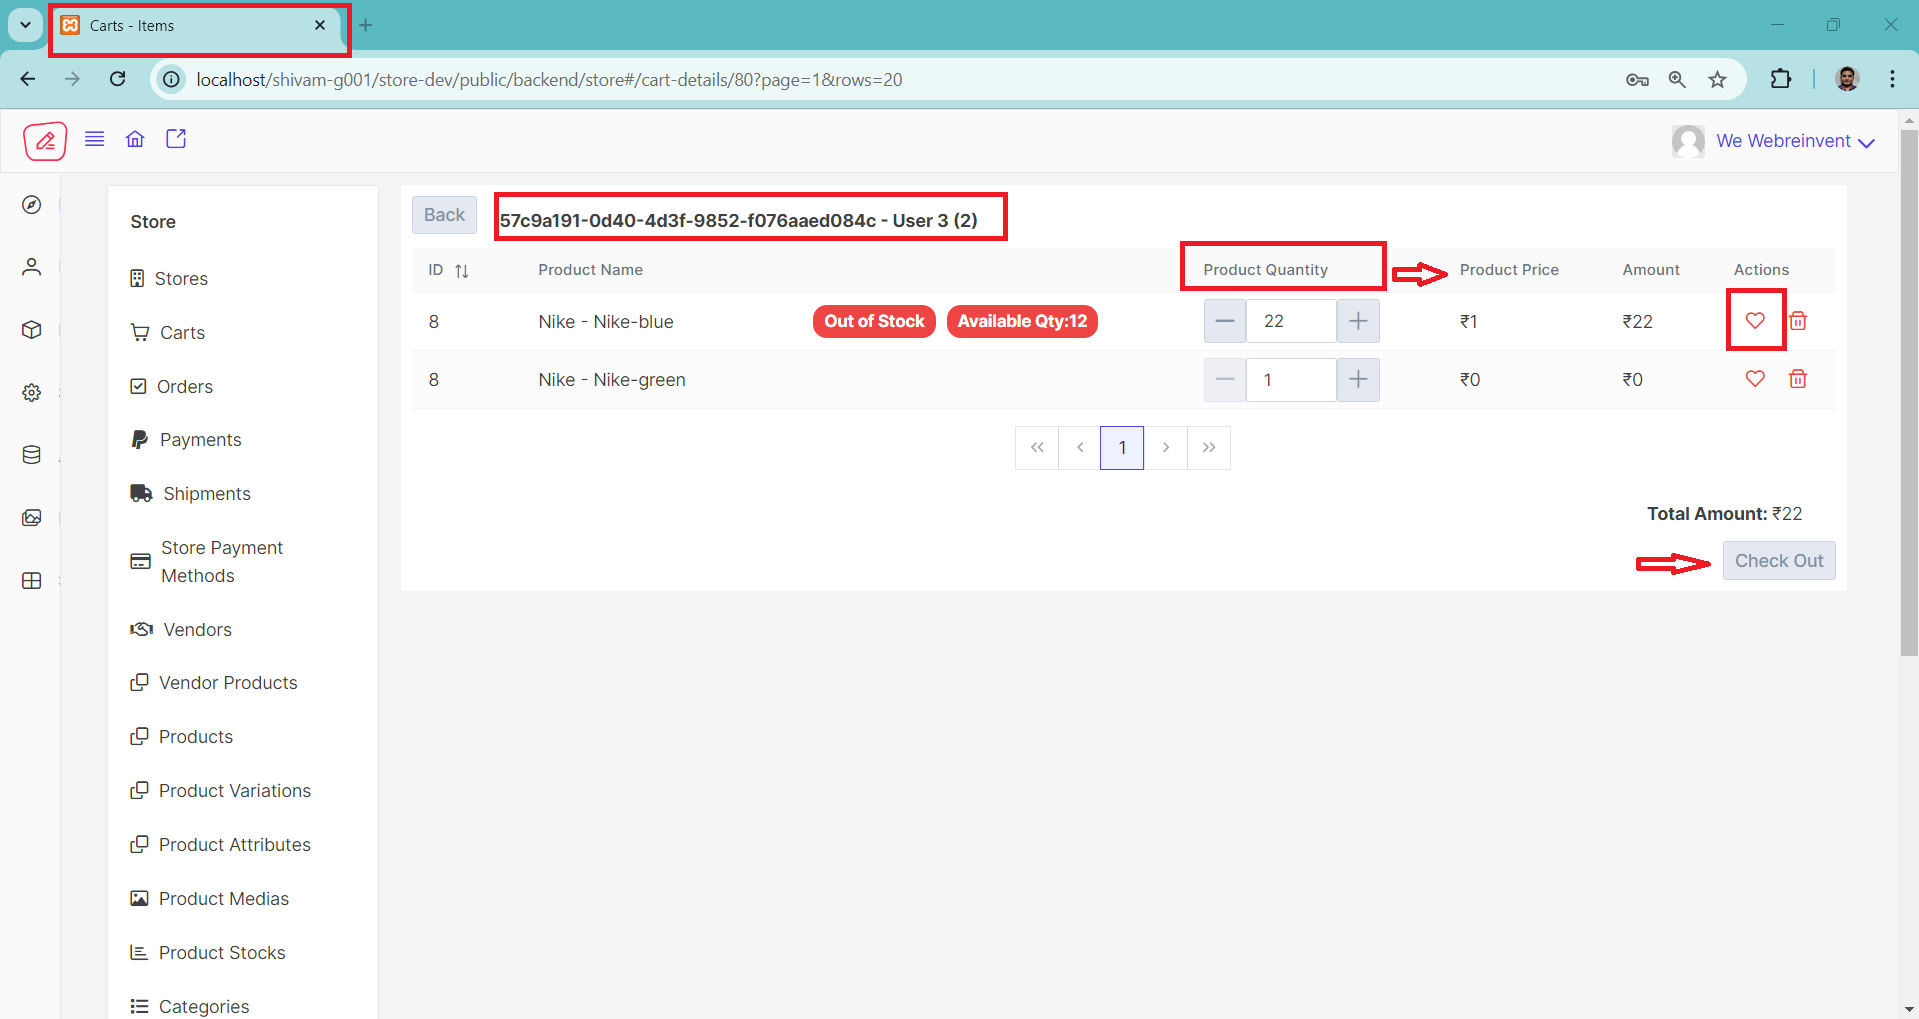 Carts - Items
localhost/shivam-g001/store-dev/public/backend/store#/cart-details/80?page=1&rows=20
We Webreinvent
Store
Stores
Carts
Orders
Payments
Shipments
Store Payment
Methods
Vendors
Vendor Products
Products
Product Variations
Product Attributes
Product Medias
Product Stocks
Categories
Back
57c9a191-0d40-4d3f-9852-f076aaed084c - User 3 (2)
ID Product Name Product Quantity Product Price Amount Actions
8 Nike - Nike-blue Out of Stock Available Qty:12 22 ₹1 ₹22
8 Nike - Nike-green 1 ₹0 ₹0
1
Total Amount: ₹22
Check Out